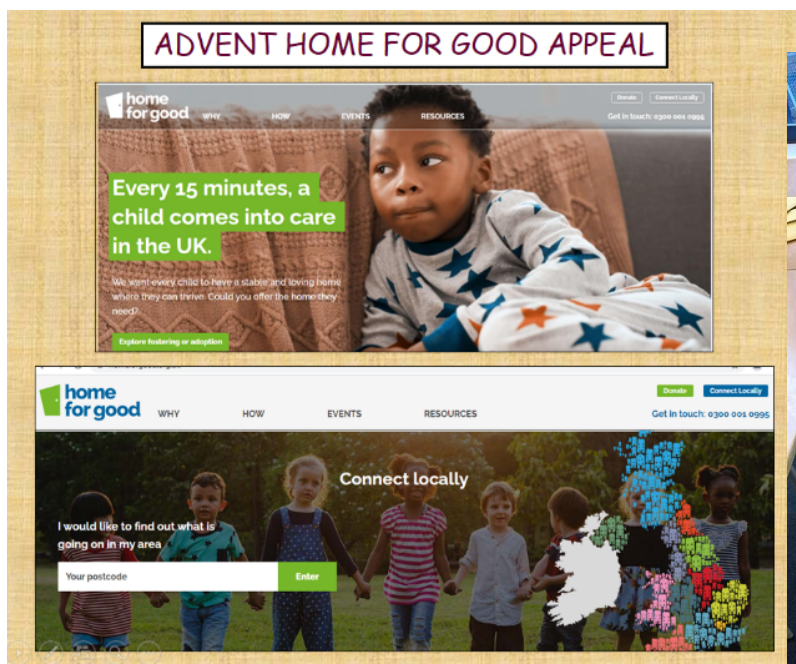 ADVENT HOME FOR GOOD APPEAL
home
for good
WHY HOW EVENTS RESOURCES
Donate Connect Locally
Get in touch: 0300 001 0995
Every 15 minutes, a
child comes into care
in the UK.
We want every child to have a stable and loving home
where they can thrive. Could you offer the home they
need?
Explore fostering or adoption
home
for good
WHY HOW EVENTS RESOURCES
Donate Connect Locally
Get in touch: 0300 001 0995
Connect locally
I would like to find out what is
going on in my area
Your postcode Enter